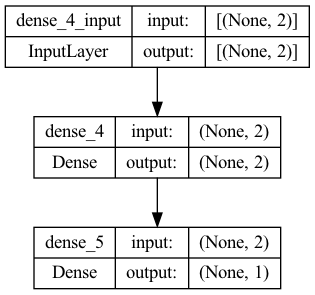 dense_4_input input: [(None, 2)]
InputLayer output: [(None, 2)]
dense_4 input: (None, 2)
Dense output: (None, 2)
dense_5 input: (None, 2)
Dense output: (None, 1)